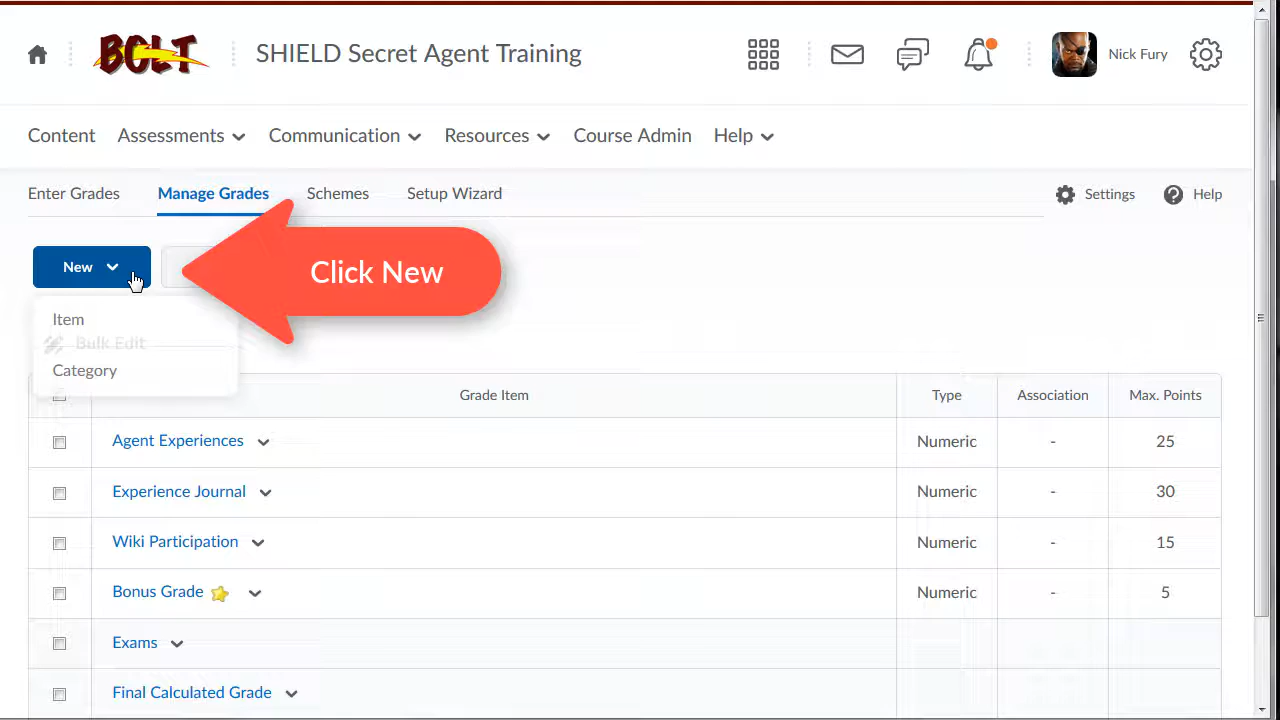 BOLT SHIELD Secret Agent Training Nick Fury
Content Assessments Communication Resources Course Admin Help
Enter Grades Manage Grades Schemes Setup Wizard Settings Help
New Click New
Item
Bulk Edit
Category
Grade Item Type Association Max. Points
Agent Experiences Numeric - 25
Experience Journal Numeric - 30
Wiki Participation Numeric - 15
Bonus Grade Numeric - 5
Exams
Final Calculated Grade